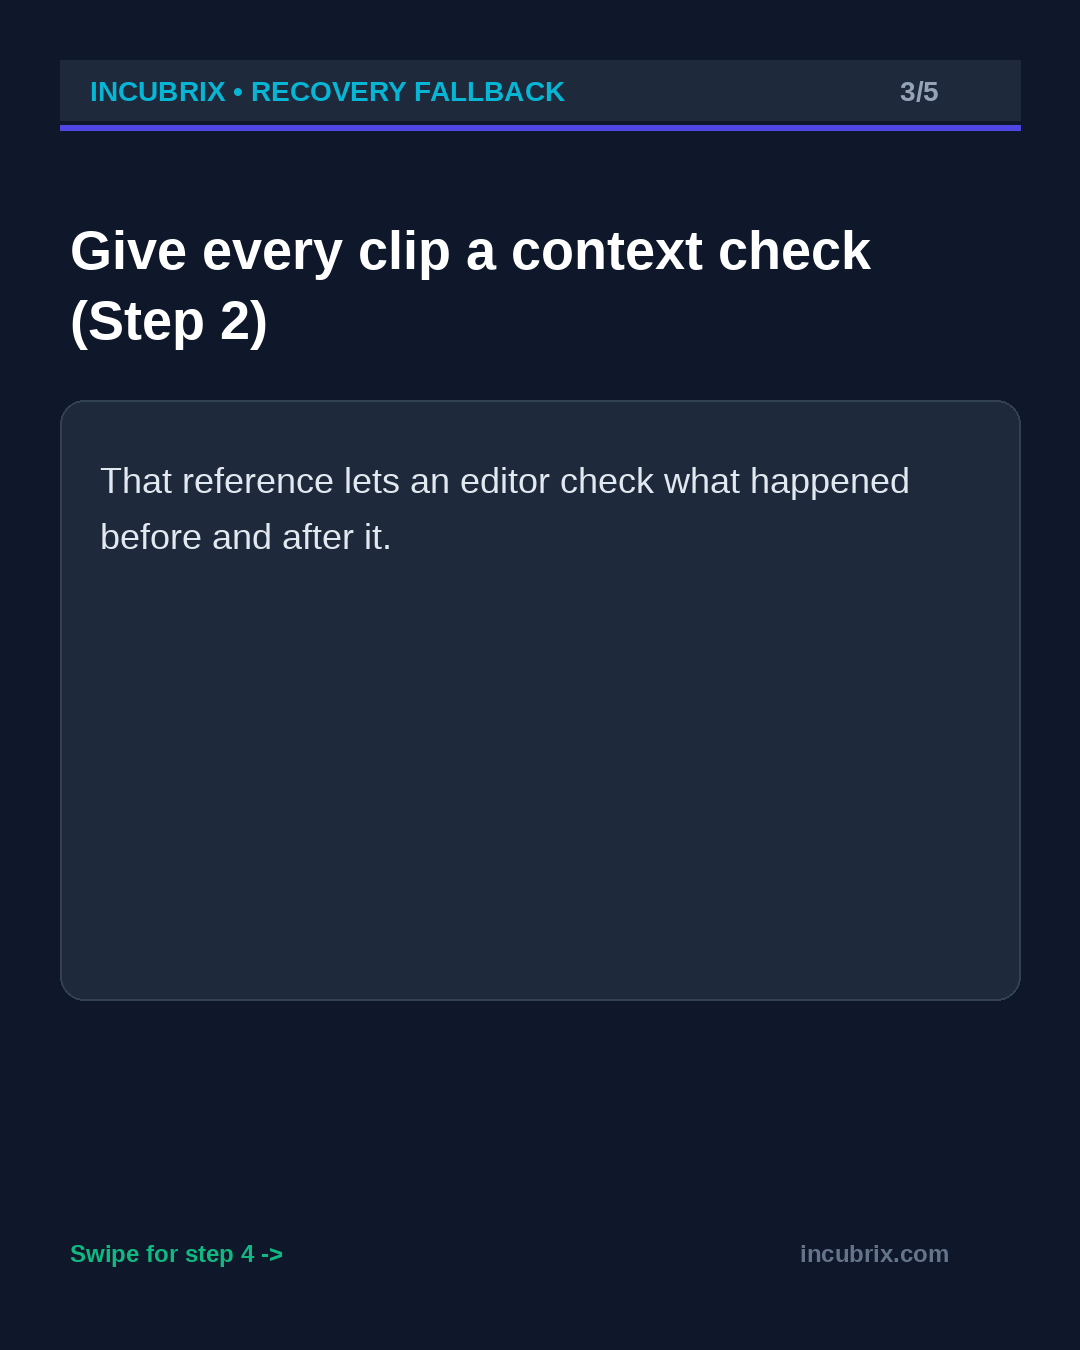 INCUBRIX • RECOVERY FALLBACK 3/5
Give every clip a context check
(Step 2)
That reference lets an editor check what happened
before and after it.
Swipe for step 4 -> incubrix.com